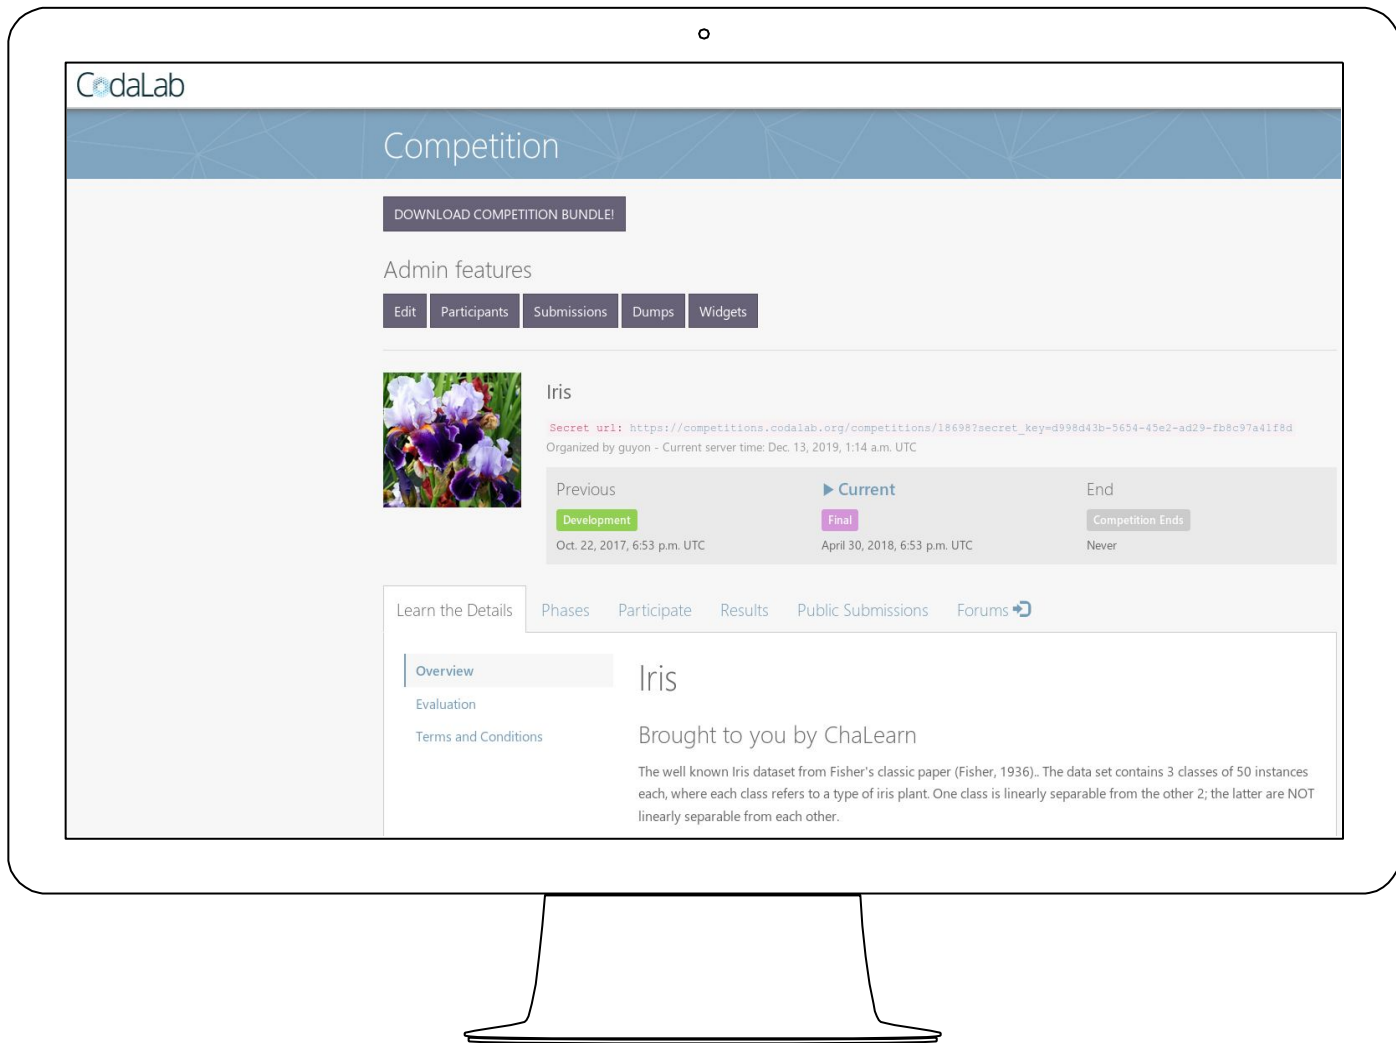 CodaLab
Competition
DOWNLOAD COMPETITION BUNDLE!
Admin features
Edit Participants Submissions Dumps Widgets
Iris
Secret url: https://competitions.codalab.org/competitions/18698?secret_key=d998d43b-5654-45e2-ad29-fb8c97a41f8d
Organized by guyon - Current server time: Dec. 13, 2019, 1:14 a.m. UTC
Previous Current End
Development Final Competition Ends
Oct. 22, 2017, 6:53 p.m. UTC April 30, 2018, 6:53 p.m. UTC Never
Learn the Details Phases Participate Results Public Submissions Forums
Overview
Evaluation
Terms and Conditions
Iris
Brought to you by ChaLearn
The well known Iris dataset from Fisher's classic paper (Fisher, 1936).. The data set contains 3 classes of 50 instances
each, where each class refers to a type of iris plant. One class is linearly separable from the other 2; the latter are NOT
linearly separable from each other.